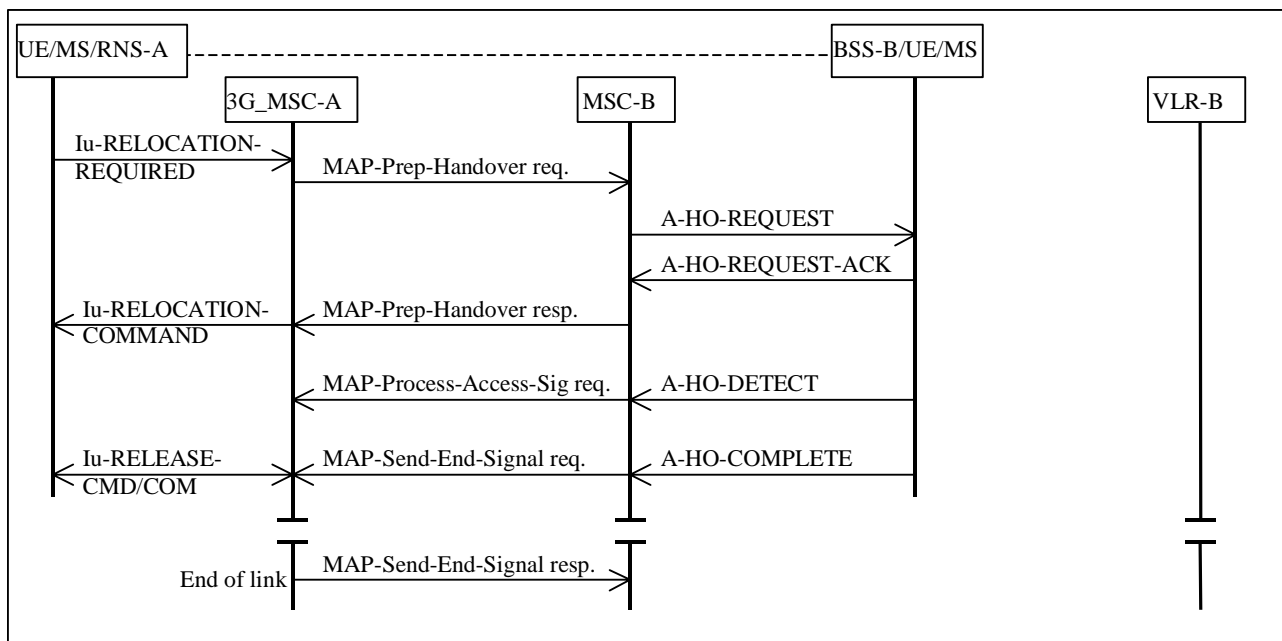 UE/MS/RNS-A
BSS-B/UE/MS
3G_MSC-A
MSC-B
VLR-B
Iu-RELOCATION-
REQUIRED
MAP-Prep-Handover req.
A-HO-REQUEST
A-HO-REQUEST-ACK
Iu-RELOCATION-
COMMAND
MAP-Prep-Handover resp.
MAP-Process-Access-Sig req.
A-HO-DETECT
Iu-RELEASE-
CMD/COM
MAP-Send-End-Signal req.
A-HO-COMPLETE
End of link
MAP-Send-End-Signal resp.